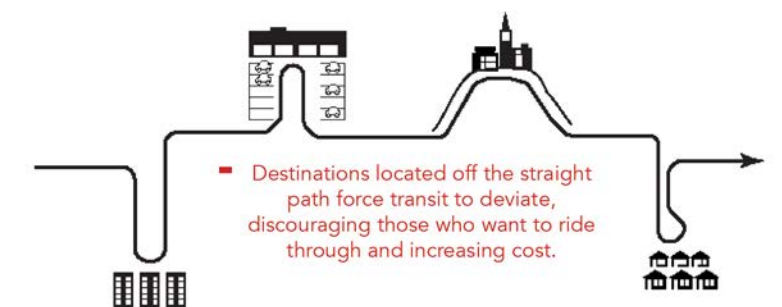 - Destinations located off the straight
path force transit to deviate,
discouraging those who want to ride
through and increasing cost.